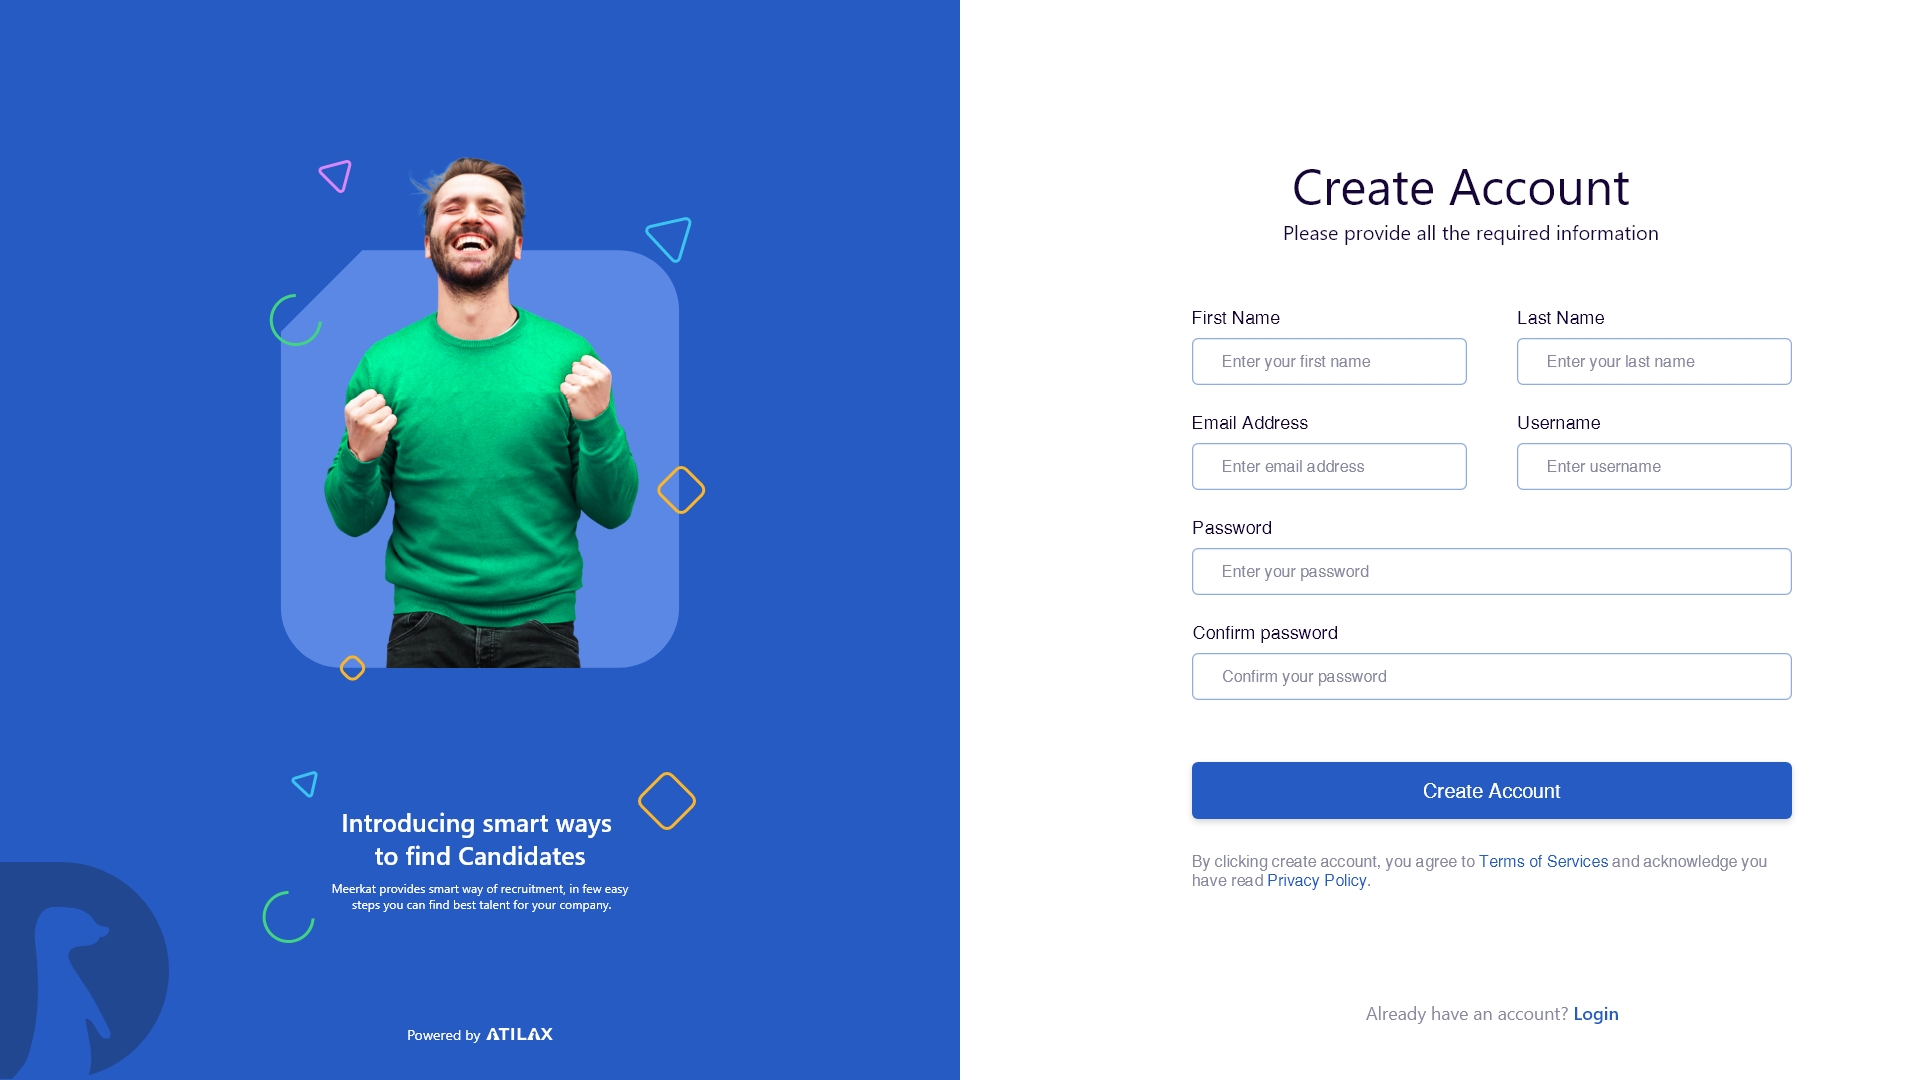 Introducing smart ways
to find Candidates
Meerkat provides smart way of recruitment, in few easy
steps you can find best talent for your company.
Powered by ATILAX
Create Account
Please provide all the required information
First Name
Last Name
Enter your first name
Enter your last name
Email Address
Username
Enter email address
Enter username
Password
Enter your password
Confirm password
Confirm your password
Create Account
By clicking create account, you agree to Terms of Services and acknowledge you
have read Privacy Policy.
Already have an account? Login